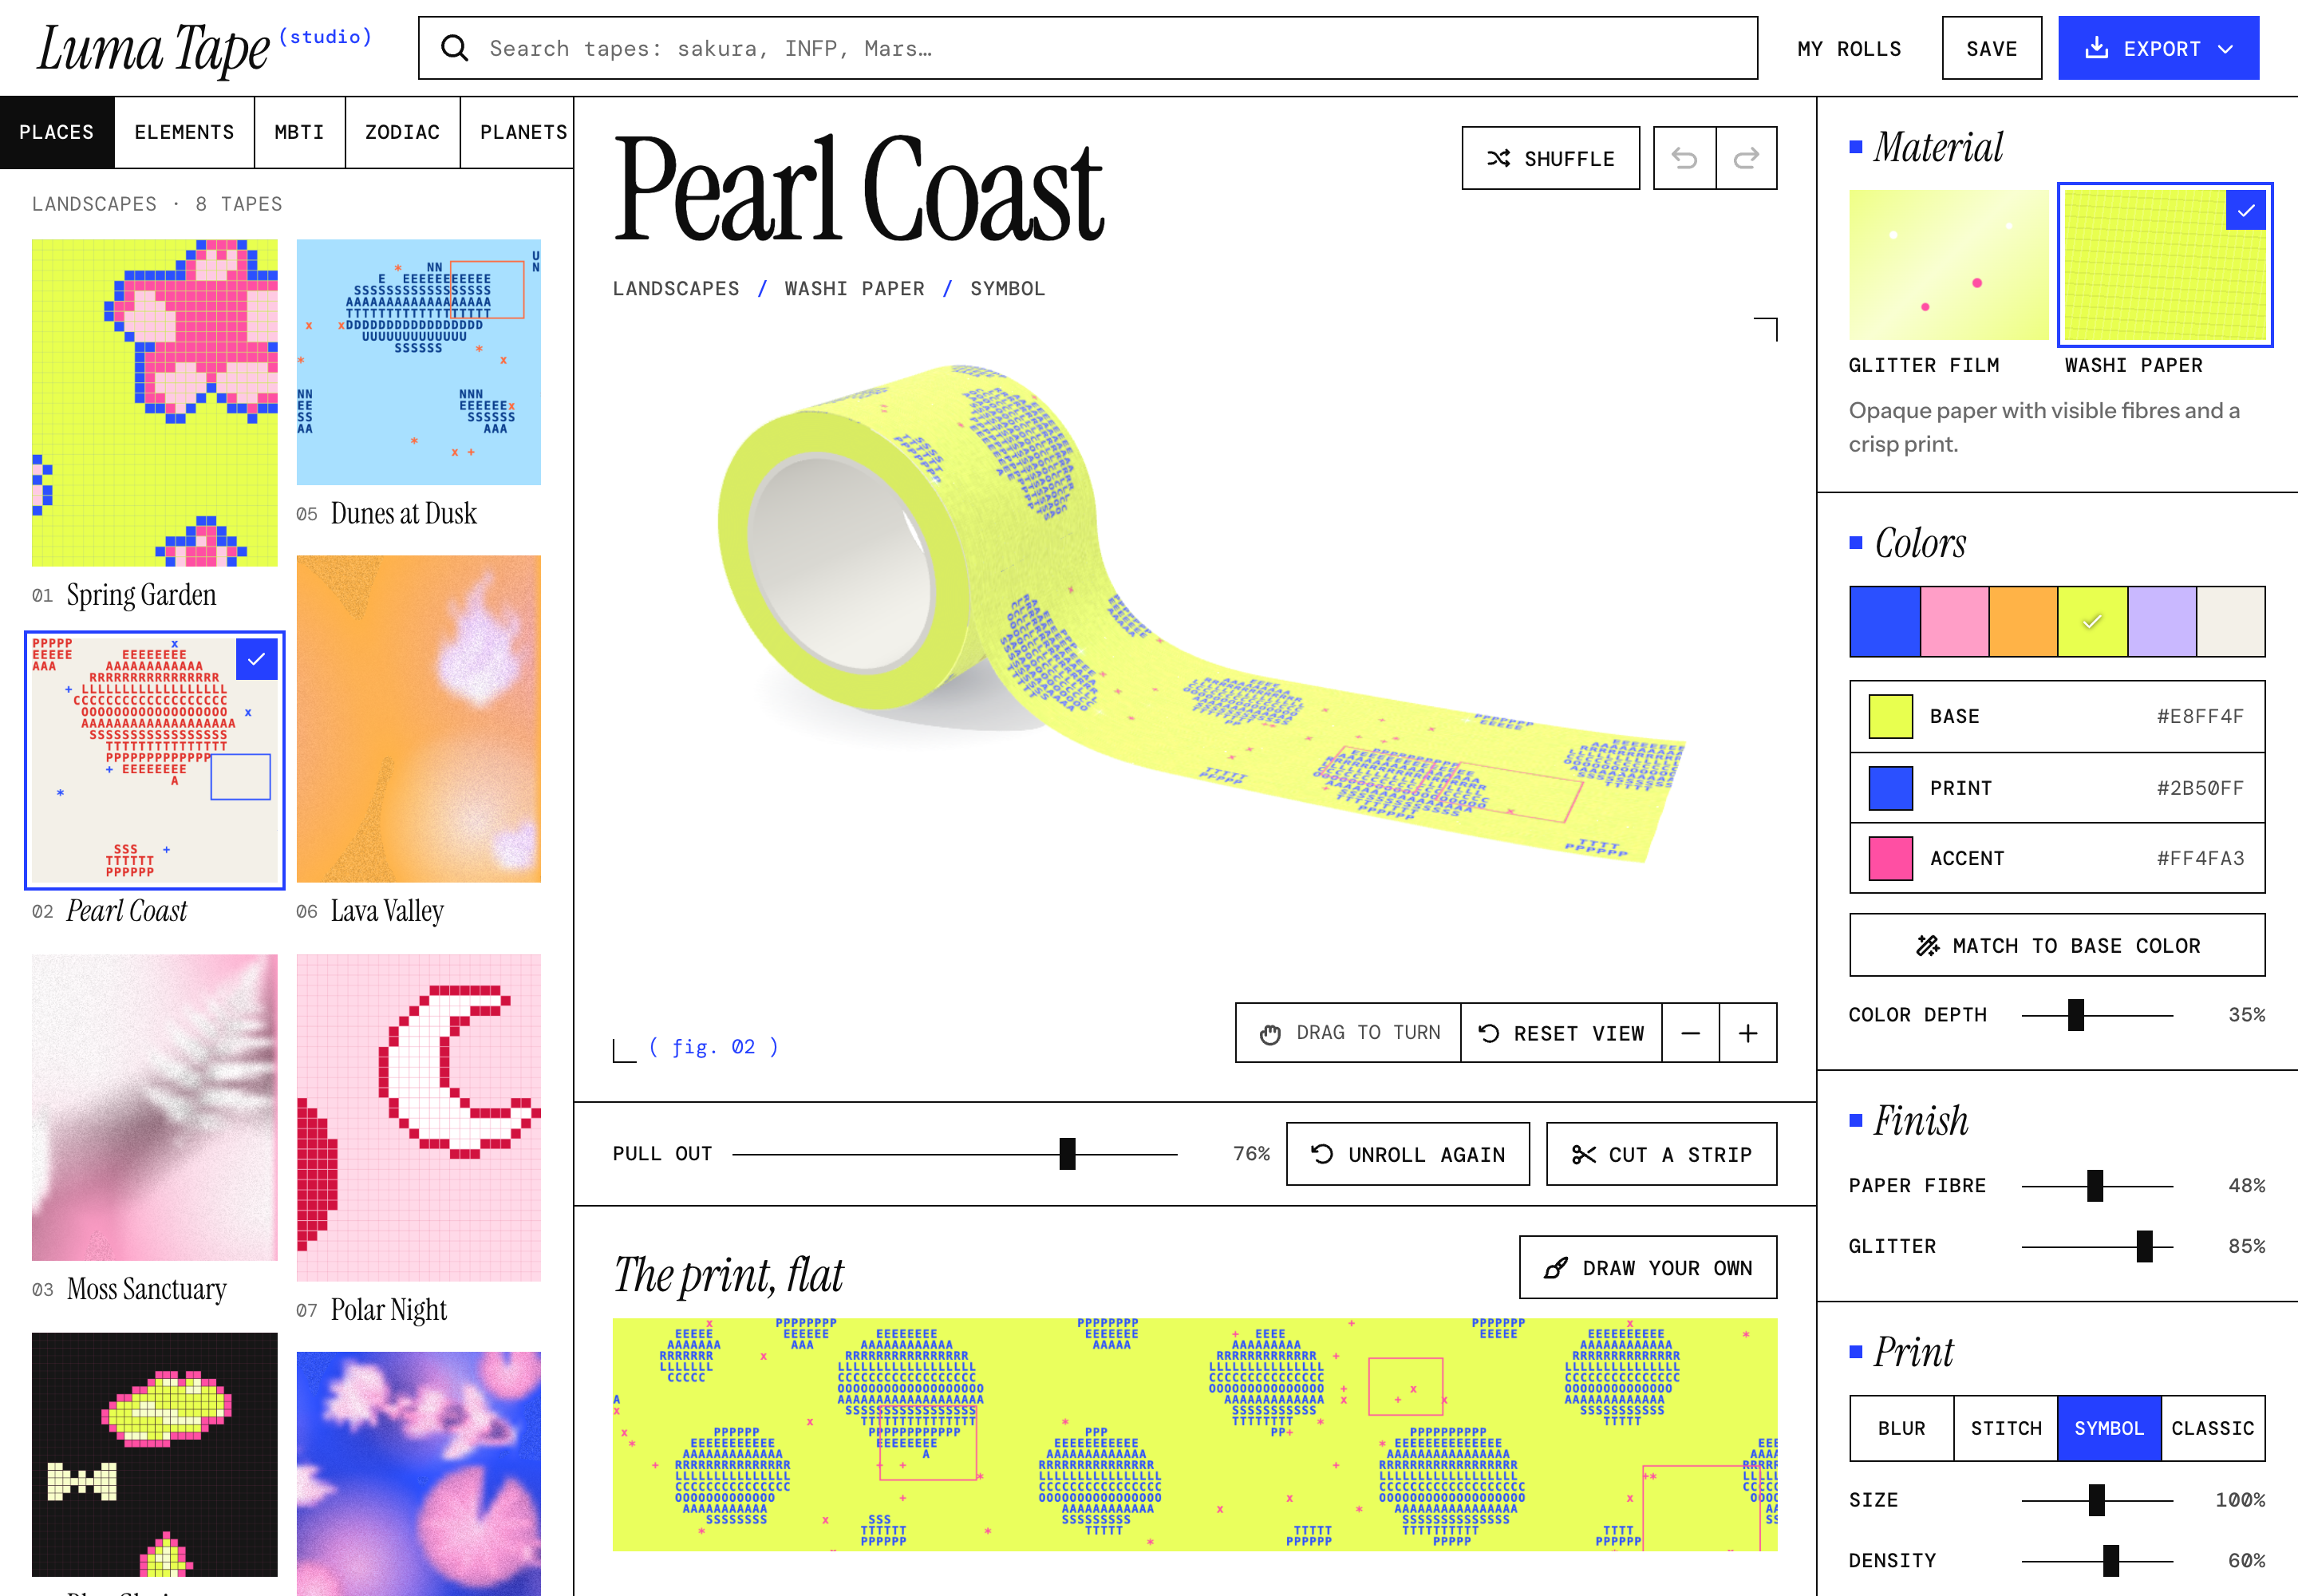 Luma Tape (studio)
Search tapes: sakura, INFP, Mars…
MY ROLLS
SAVE
EXPORT
PLACES
ELEMENTS
MBTI
ZODIAC
PLANETS
LANDSCAPES · 8 TAPES
01 Spring Garden
02 Pearl Coast
03 Moss Sanctuary
05 Dunes at Dusk
06 Lava Valley
07 Polar Night
Pearl Coast
SHUFFLE
LANDSCAPES / WASHI PAPER / SYMBOL
( fig. 02 )
DRAG TO TURN
RESET VIEW
PULL OUT
76%
UNROLL AGAIN
CUT A STRIP
The print, flat
DRAW YOUR OWN
Material
GLITTER FILM
WASHI PAPER
Opaque paper with visible fibres and a
crisp print.
Colors
BASE #E8FF4F
PRINT #2B50FF
ACCENT #FF4FA3
MATCH TO BASE COLOR
COLOR DEPTH 35%
Finish
PAPER FIBRE 48%
GLITTER 85%
Print
BLUR
STITCH
SYMBOL
CLASSIC
SIZE 100%
DENSITY 60%